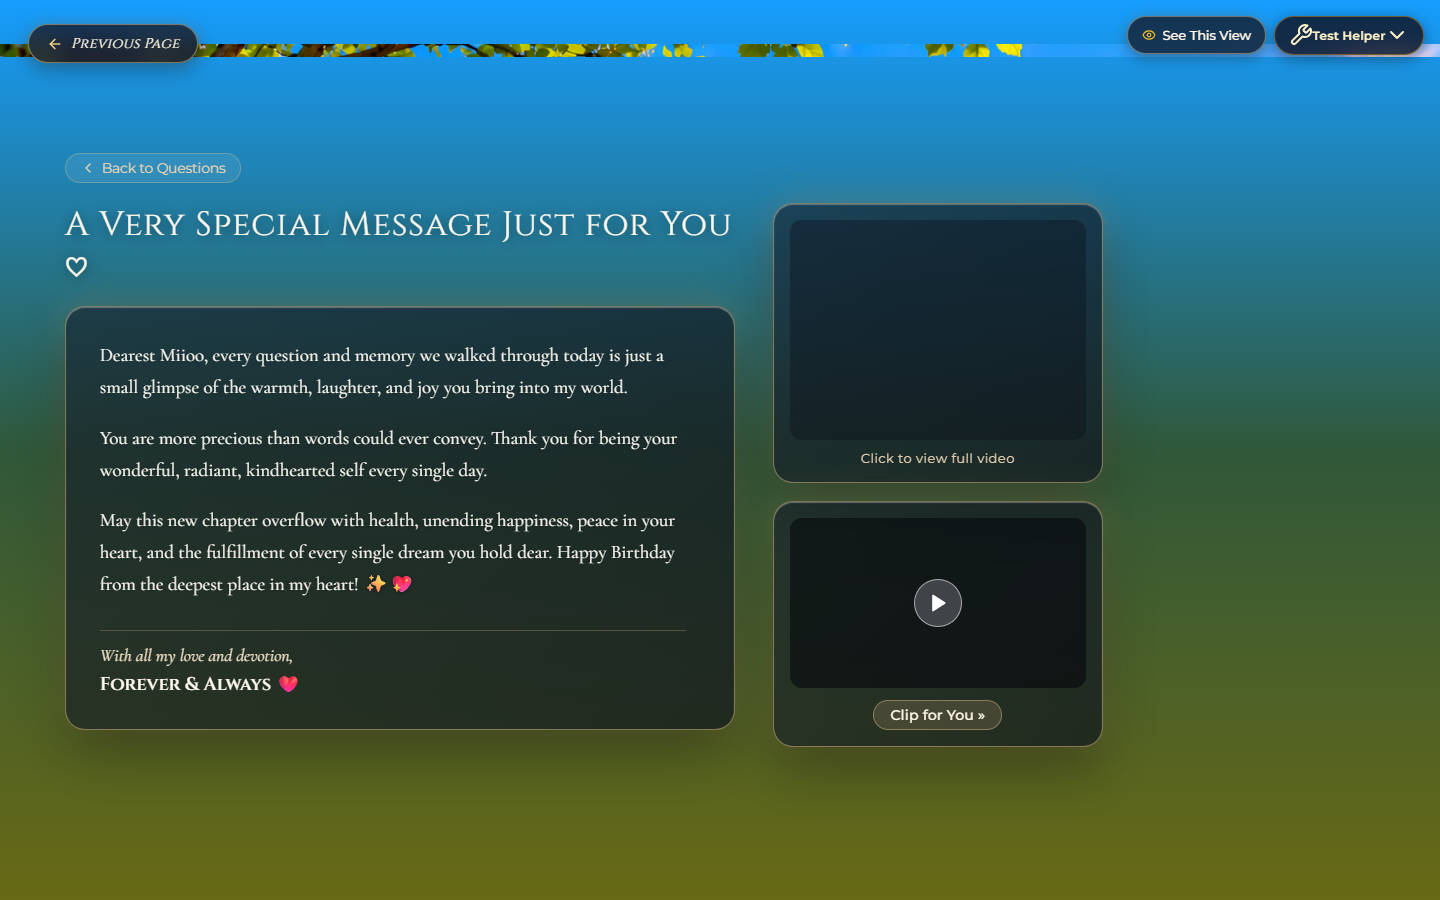 Previous Page
See This View
Test Helper
Back to Questions
A Very Special Message Just for You
♡
Dearest Miioo, every question and memory we walked through today is just a
small glimpse of the warmth, laughter, and joy you bring into my world.
You are more precious than words could ever convey. Thank you for being your
wonderful, radiant, kindhearted self every single day.
May this new chapter overflow with health, unending happiness, peace in your
heart, and the fulfillment of every single dream you hold dear. Happy Birthday
from the deepest place in my heart! ✨ 💖
With all my love and devotion,
Forever & Always ❤️
Click to view full video
Clip for You »